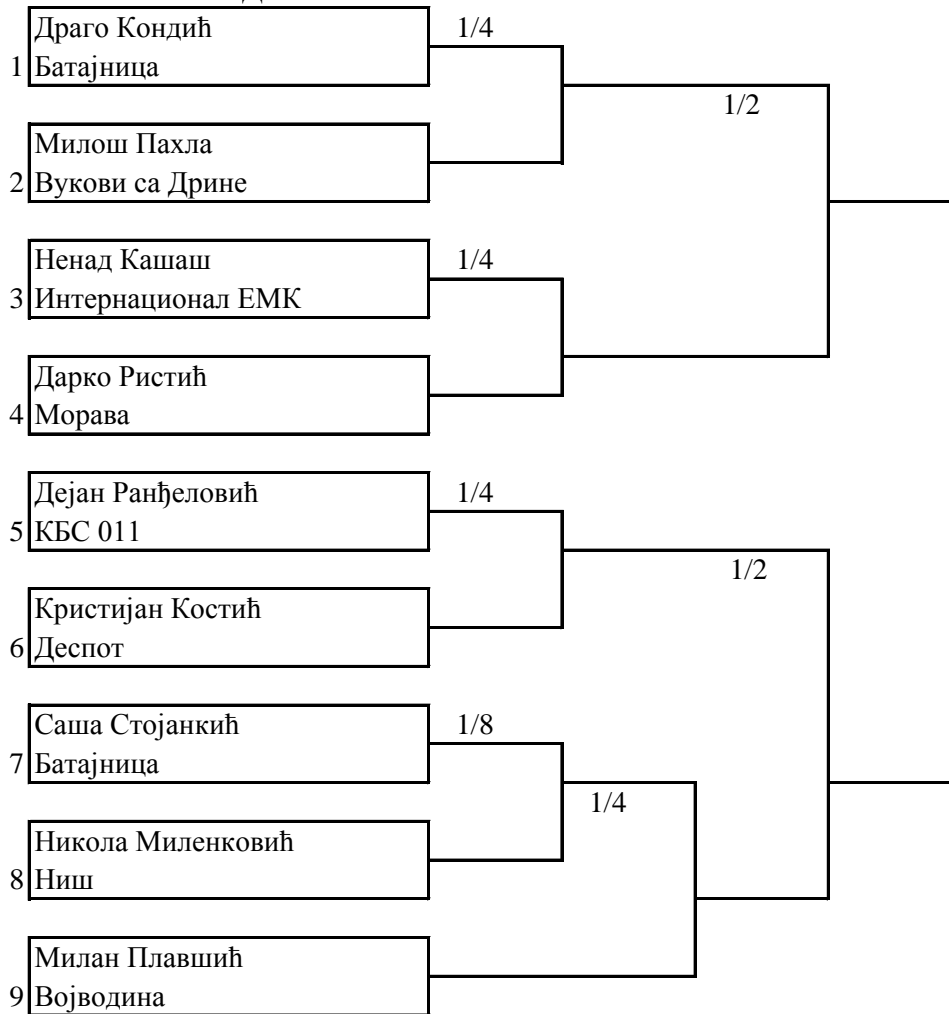 Драго Кондић
1/4
1 Батајница
1/2
Милош Пахла
2 Вукови са Дрине
Ненад Кашаш
1/4
3 Интернационал ЕМК
Дарко Ристић
4 Морава
Дејан Ранђеловић
1/4
5 КБС 011
1/2
Кристијан Костић
6 Деспот
Саша Стојанкић
1/8
7 Батајница
1/4
Никола Миленковић
8 Ниш
Милан Плавшић
9 Војводина